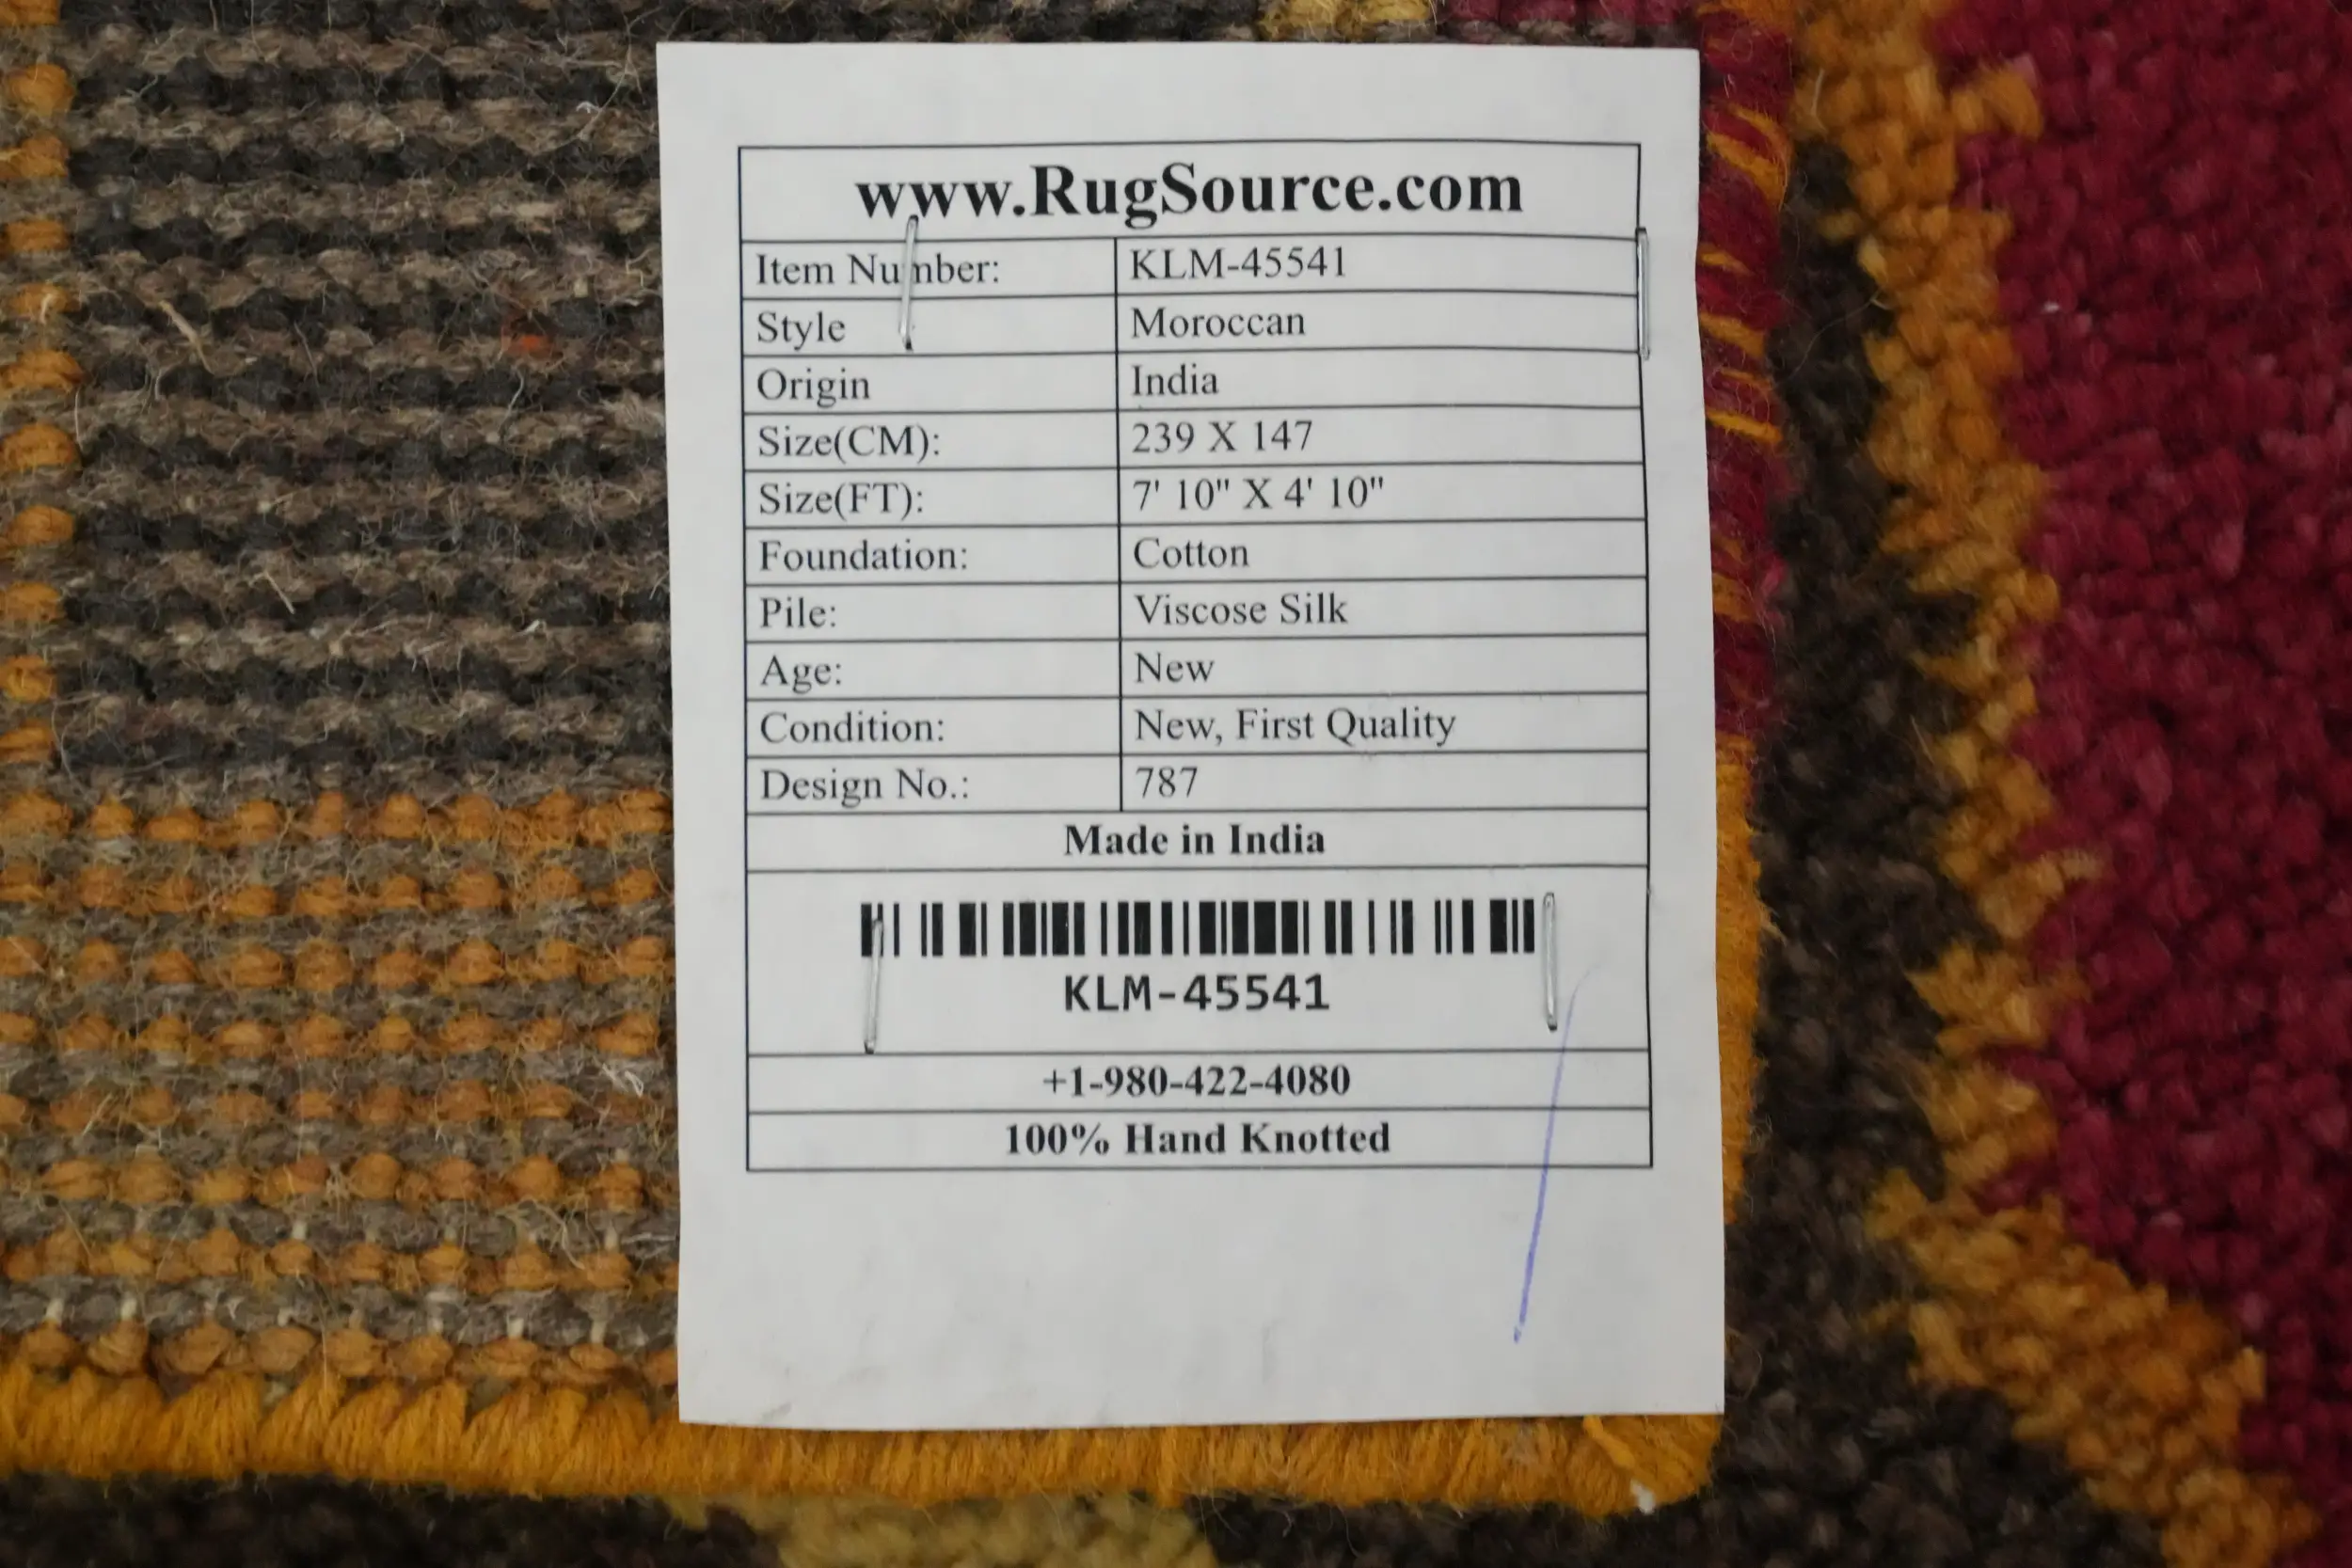 www.RugSource.com
Item Number: KLM-45541
Style Moroccan
Origin India
Size(CM): 239 X 147
Size(FT): 7' 10" X 4' 10"
Foundation: Cotton
Pile: Viscose Silk
Age: New
Condition: New, First Quality
Design No.: 787
Made in India
KLM-45541
+1-980-422-4080
100% Hand Knotted